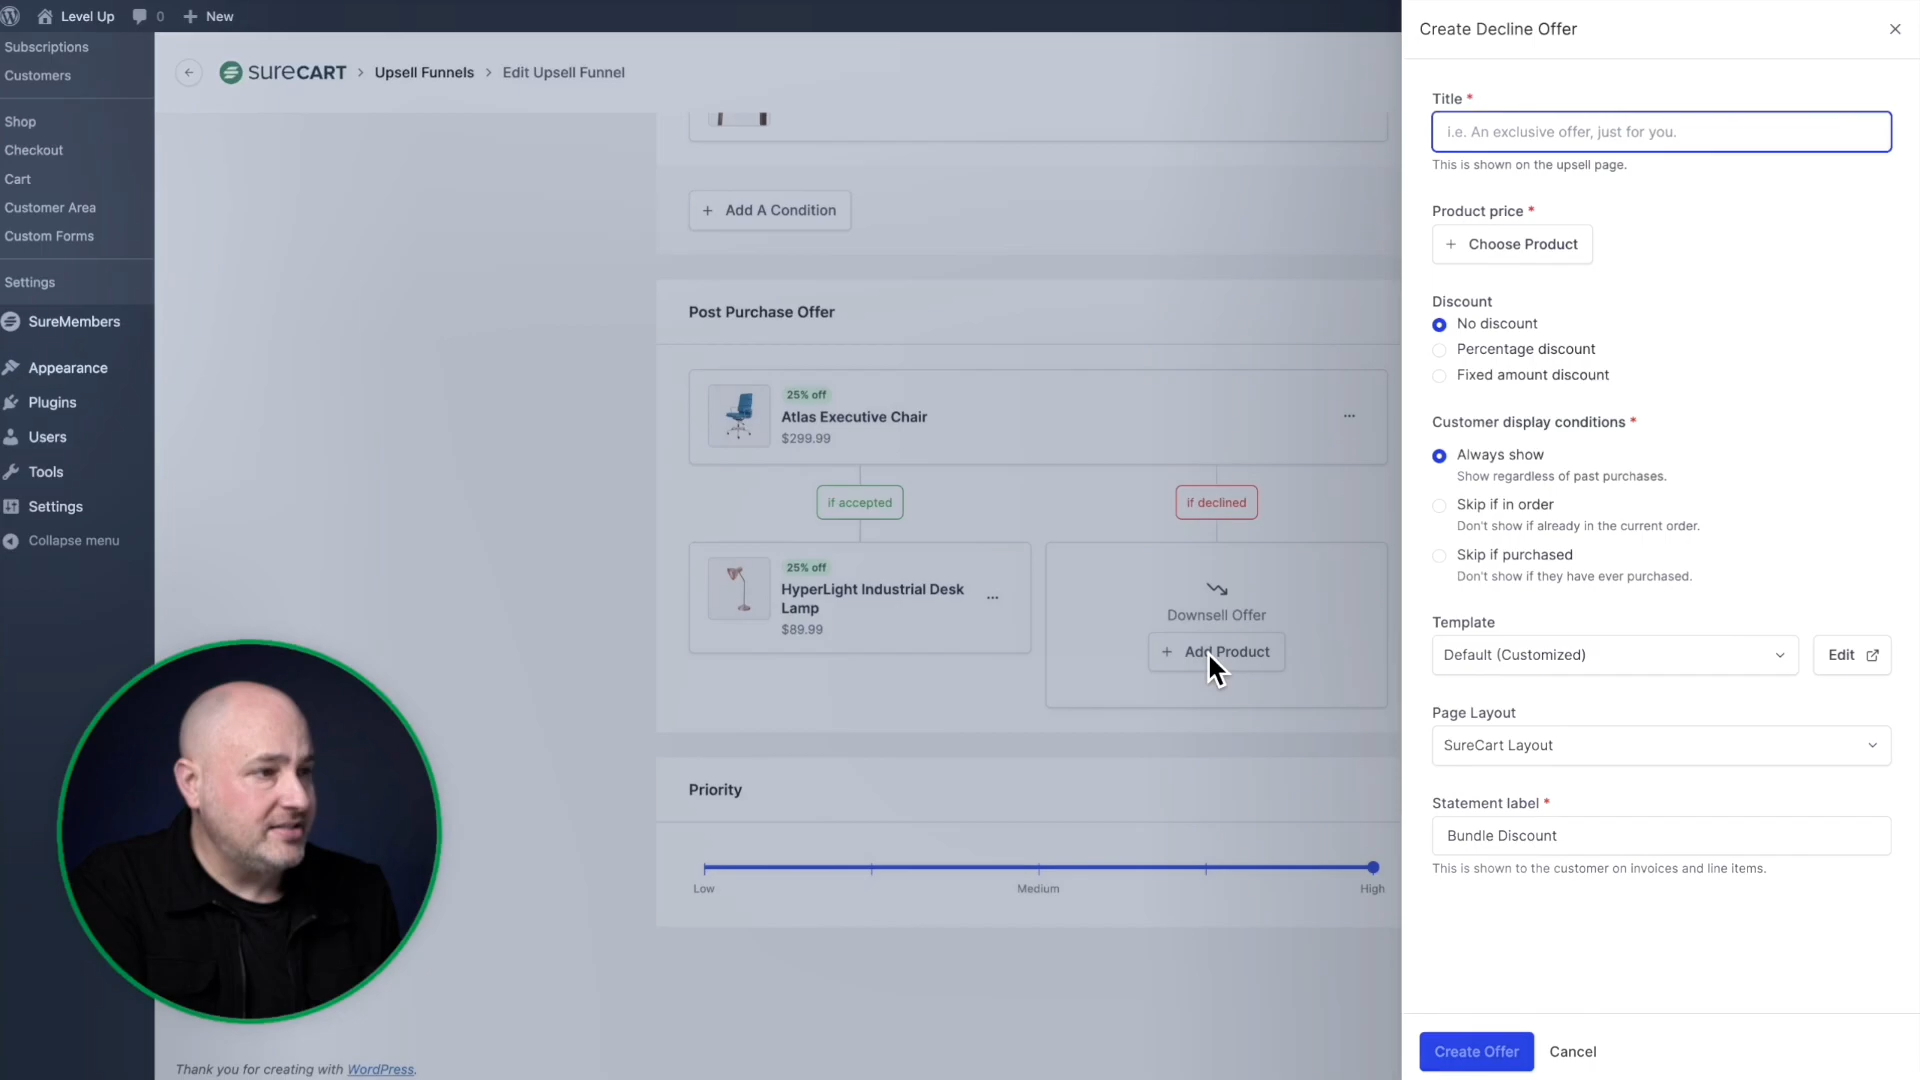 Level Up
0
New
Subscriptions
Customers
Shop
Checkout
Cart
Customer Area
Custom Forms
Settings
SureMembers
Appearance
Plugins
Users
Tools
Settings
Collapse menu
SURECART > Upsell Funnels > Edit Upsell Funnel
+ Add A Condition
Post Purchase Offer
25% off
Atlas Executive Chair
$299.99
if accepted
if declined
25% off
HyperLight Industrial Desk
Lamp
$89.99
Downsell Offer
+ Add Product
Priority
Low
Medium
High
Thank you for creating with WordPress.
Create Decline Offer
Title *
i.e. An exclusive offer, just for you.
This is shown on the upsell page.
Product price *
+ Choose Product
Discount
No discount
Percentage discount
Fixed amount discount
Customer display conditions *
Always show
Show regardless of past purchases.
Skip if in order
Don't show if already in the current order.
Skip if purchased
Don't show if they have ever purchased.
Template
Default (Customized)
Edit
Page Layout
SureCart Layout
Statement label *
Bundle Discount
This is shown to the customer on invoices and line items.
Create Offer
Cancel